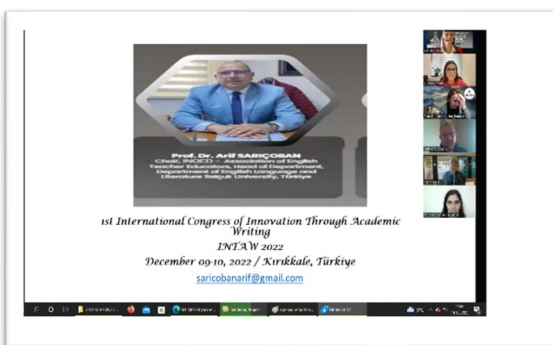 Prof. Dr. Arif SARIÇOBAN
Chair, INOED - Association of English
Teacher Educators, Head of Department,
Department of English Language and
Literature Selçuk University, Türkiye
1st International Congress of Innovation Through Academic
Writing
INTAW 2022
December 09-10, 2022 / Kırıkkale, Türkiye
saricobanarif@gmail.com